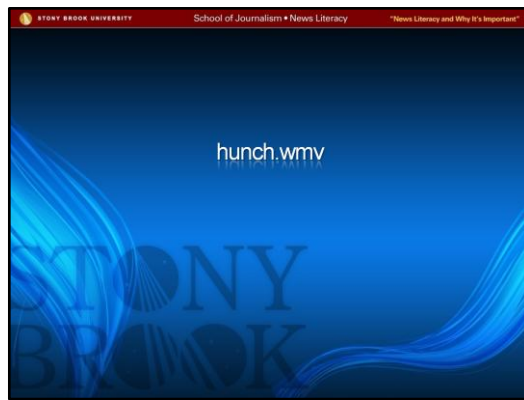 STONY BROOK UNIVERSITY School of Journalism • News Literacy "News Literacy and Why It's Important"
hunch.wmv
STONY
BROOK